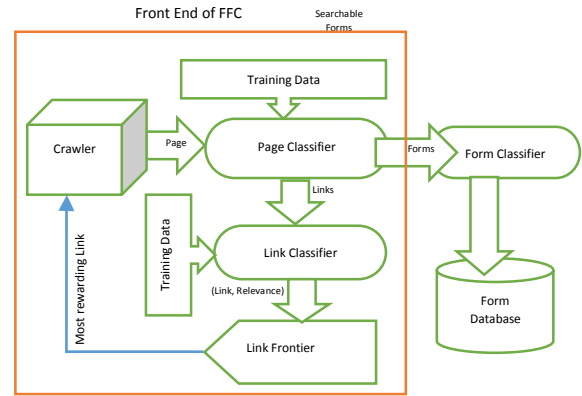 Front End of FFC
Searchable
Forms
Training Data
Crawler
Page
Page Classifier
Forms
Form Classifier
Links
Training Data
Link Classifier
Most rewarding Link
(Link, Relevance)
Form
Database
Link Frontier